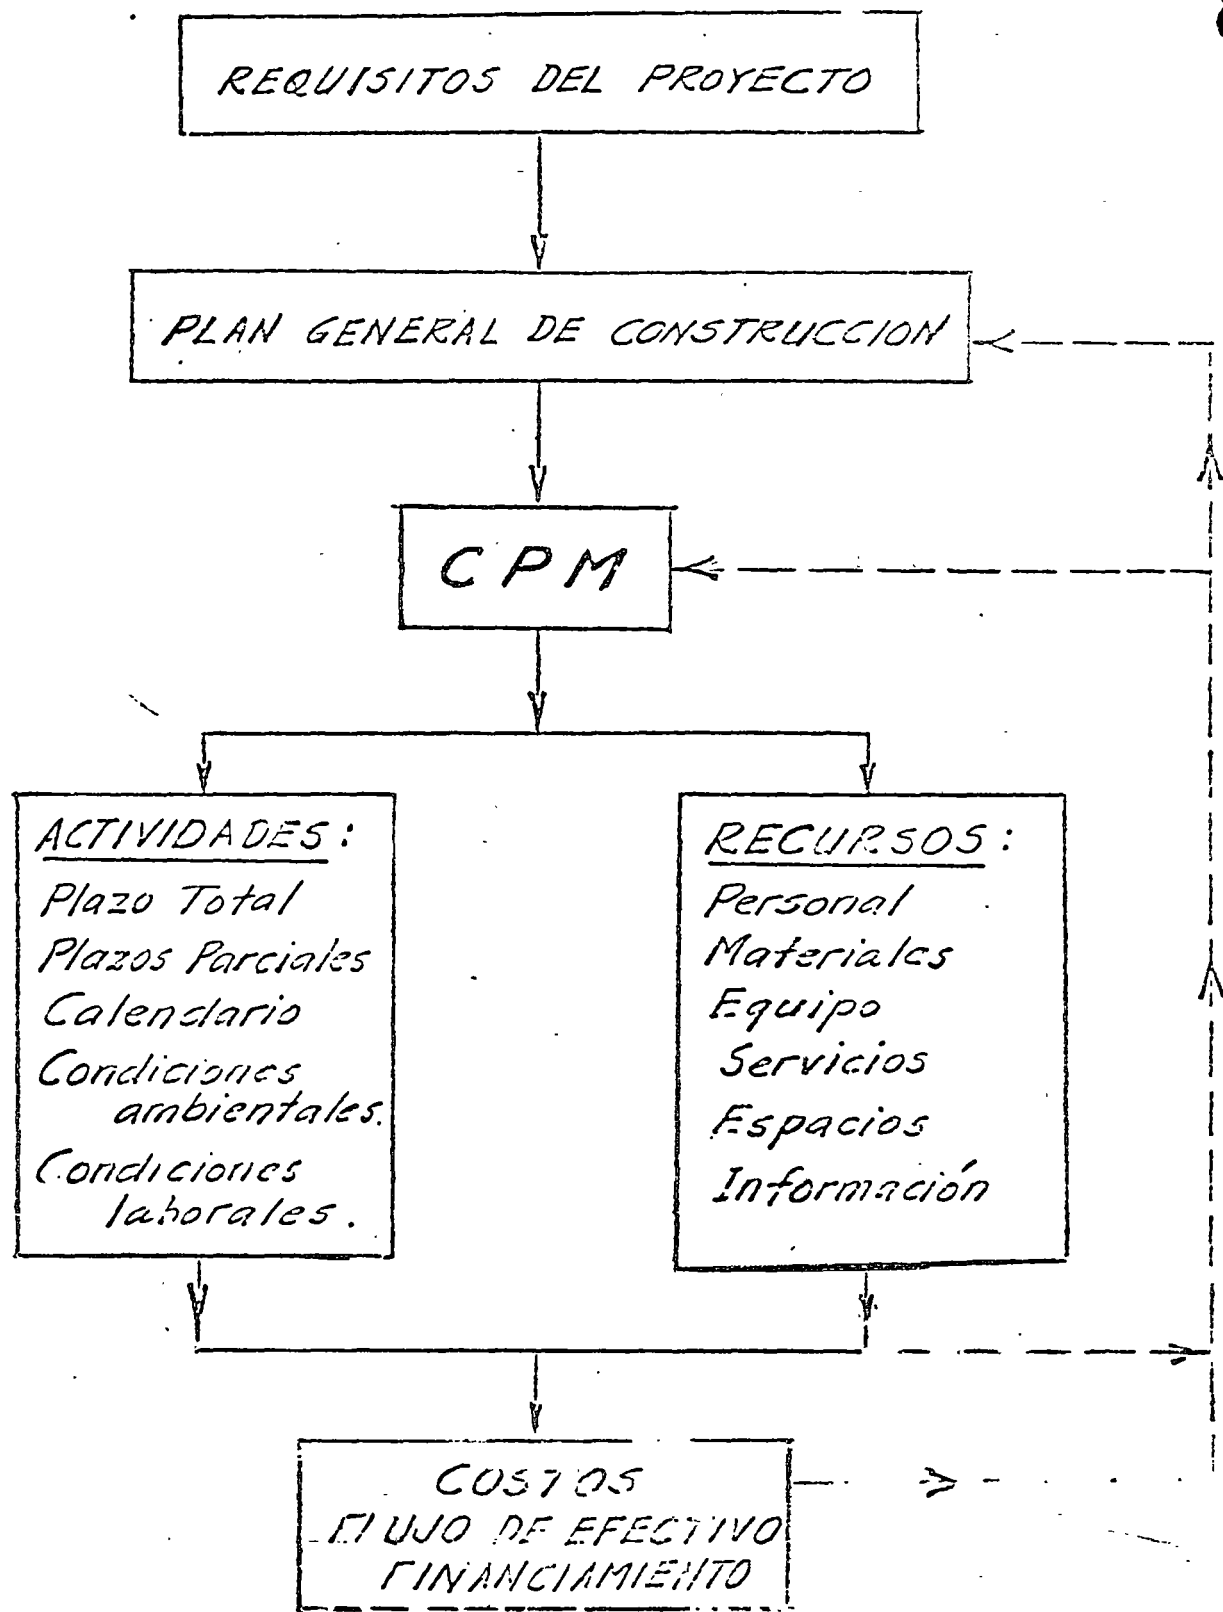 REQUISITOS DEL PROYECTO
PLAN GENERAL DE CONSTRUCCION
CPM
ACTIVIDADES:
Plazo Total
Plazos Parciales
Calendario
Condiciones
ambientales.
Condiciones
laborales.
RECURSOS:
Personal
Materiales
Equipo
Servicios
Espacios
Información
COSTOS
FLUJO DE EFECTIVO
FINANCIAMIENTO